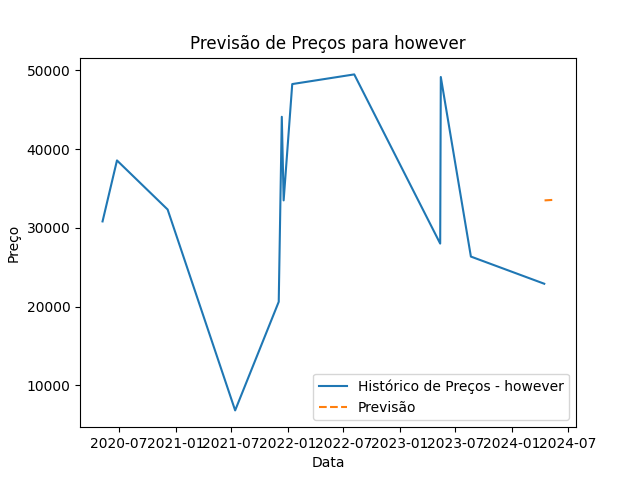 Previsão de Preços para however
Preço
50000
40000
30000
20000
10000
Histórico de Preços - however
Previsão
2020-07 2021-01 2021-07 2022-01 2022-07 2023-01 2023-07 2024-01 2024-07
Data